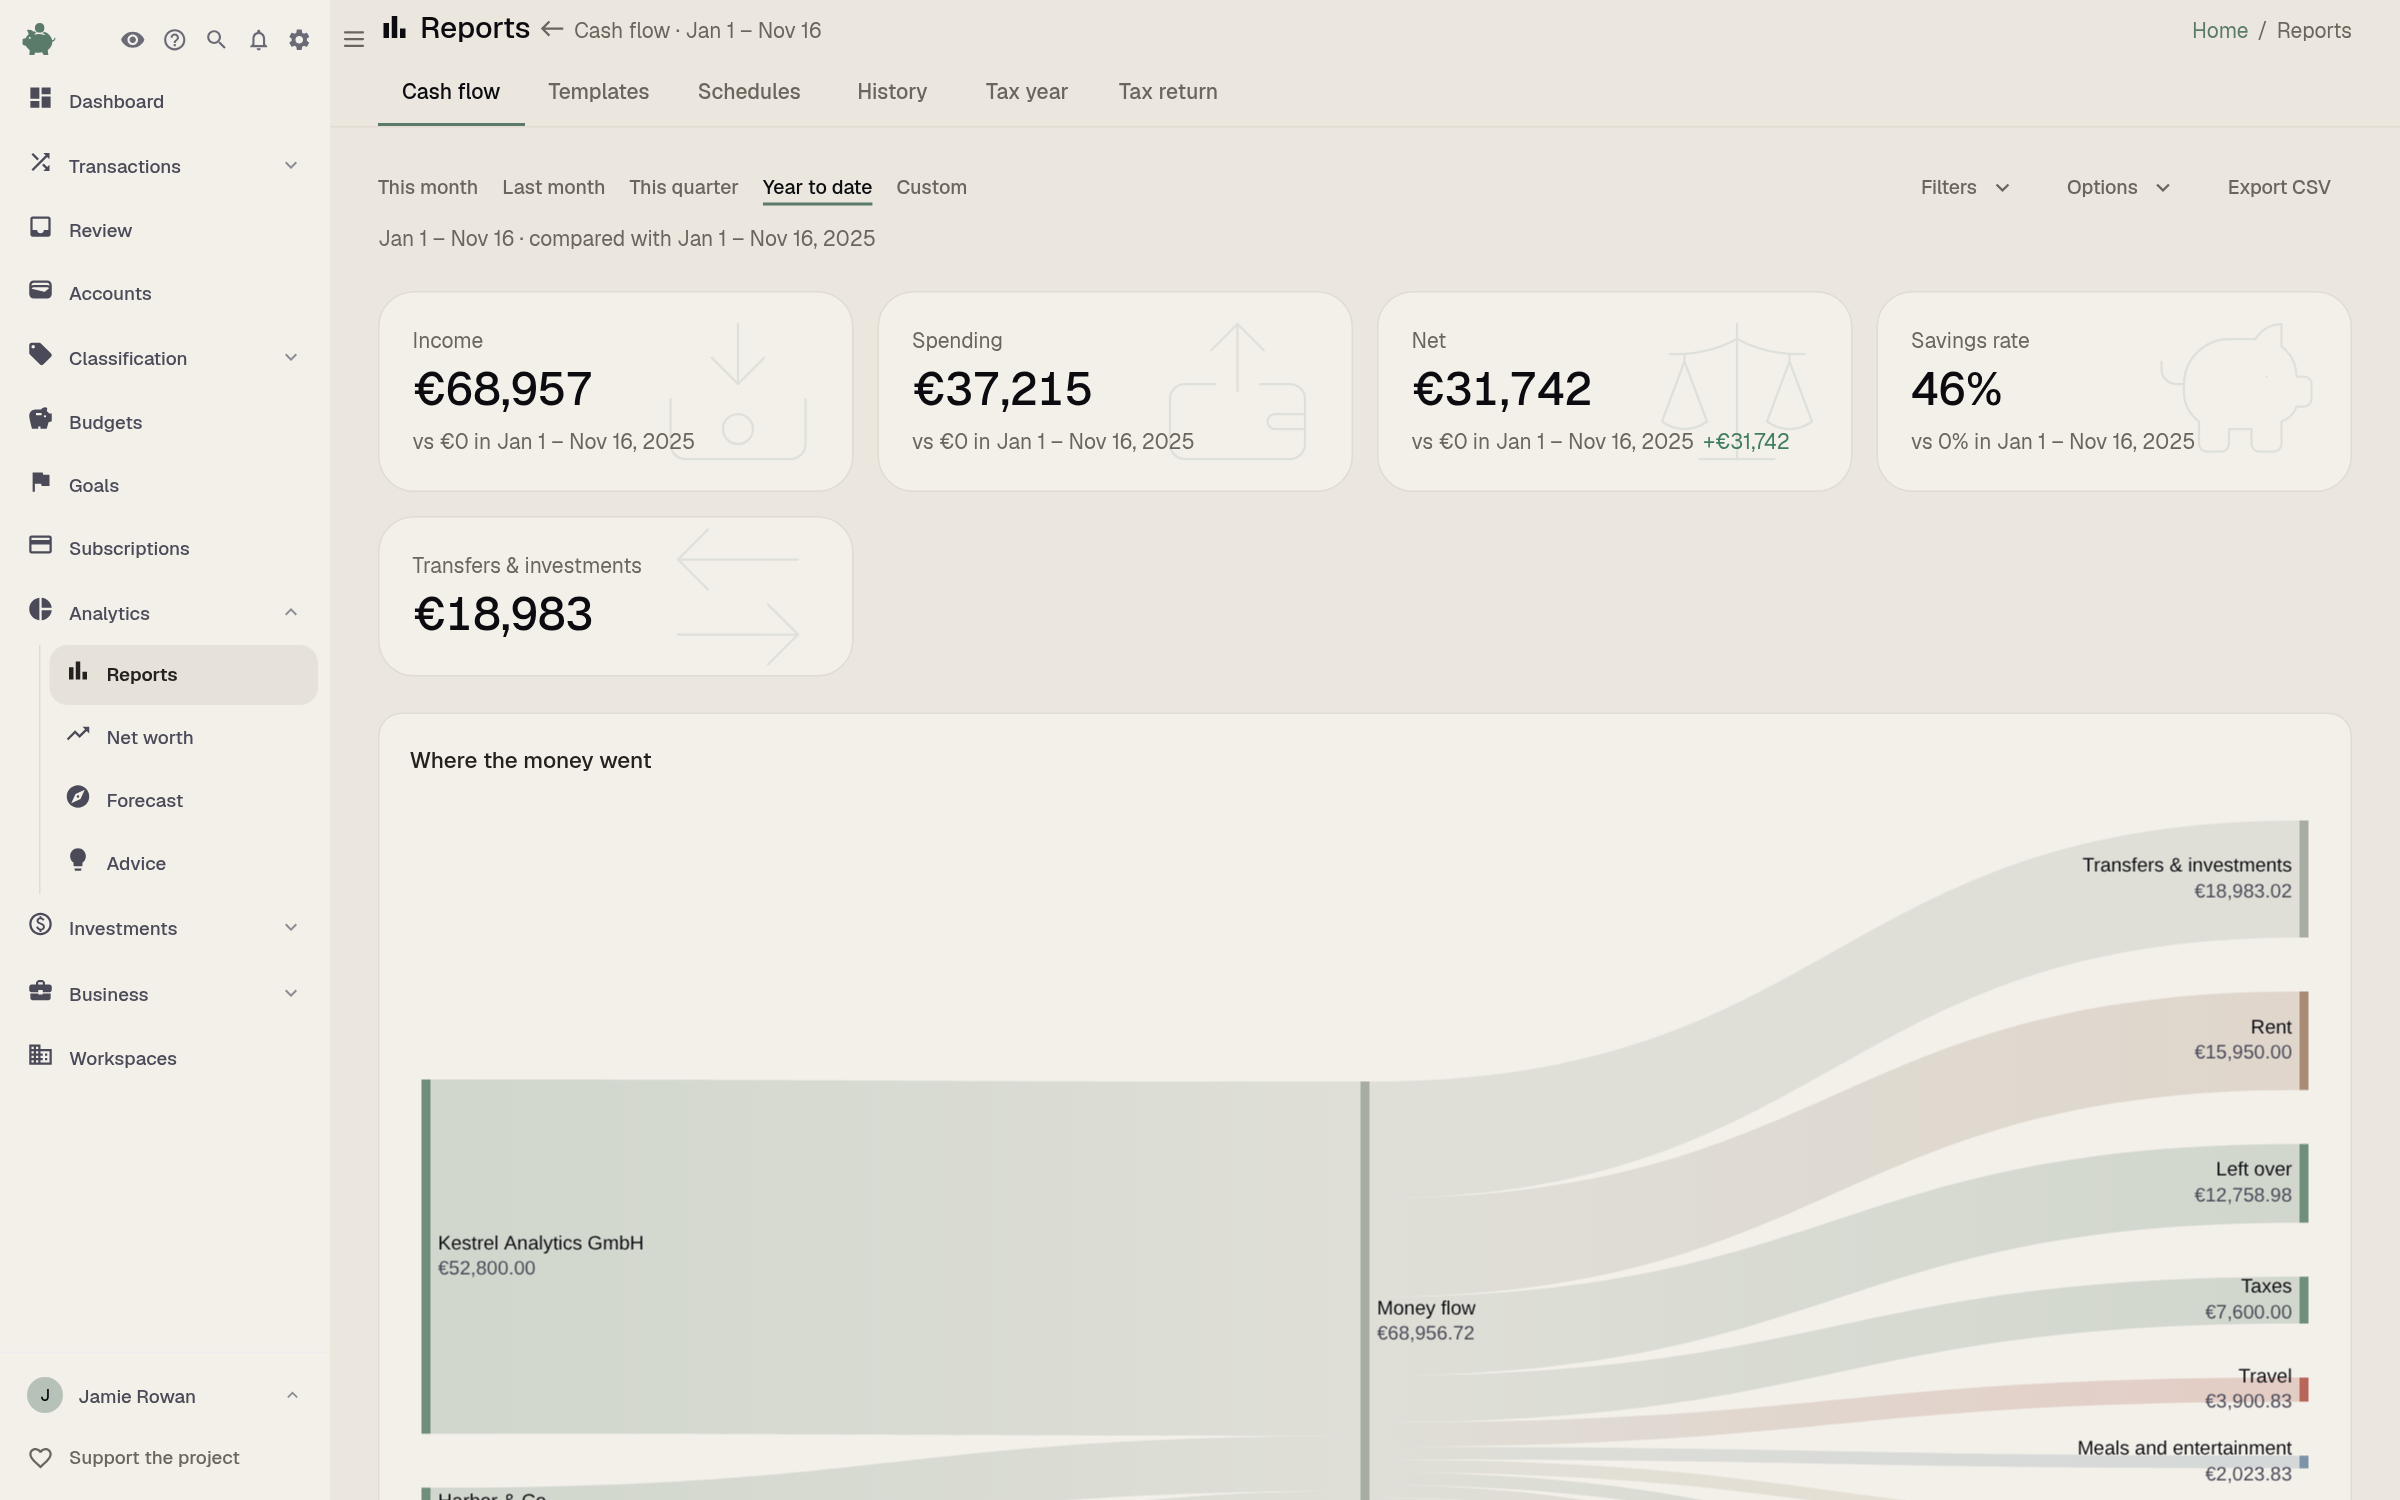 Reports
Cash flow · Jan 1 – Nov 16
Home / Reports
Cash flow
Templates
Schedules
History
Tax year
Tax return
Dashboard
Transactions
Review
Accounts
Classification
Budgets
Goals
Subscriptions
Analytics
Reports
Net worth
Forecast
Advice
Investments
Business
Workspaces
J
Jamie Rowan
Support the project
This month
Last month
This quarter
Year to date
Custom
Filters
Options
Export CSV
Jan 1 – Nov 16 · compared with Jan 1 – Nov 16, 2025
Income
€68,957
vs €0 in Jan 1 – Nov 16, 2025
Spending
€37,215
vs €0 in Jan 1 – Nov 16, 2025
Net
€31,742
vs €0 in Jan 1 – Nov 16, 2025 +€31,742
Savings rate
46%
vs 0% in Jan 1 – Nov 16, 2025
Transfers & investments
€18,983
Where the money went
Kestrel Analytics GmbH
€52,800.00
Harbor & Co
Money flow
€68,956.72
Transfers & investments
€18,983.02
Rent
€15,950.00
Left over
€12,758.98
Taxes
€7,600.00
Travel
€3,900.83
Meals and entertainment
€2,023.83